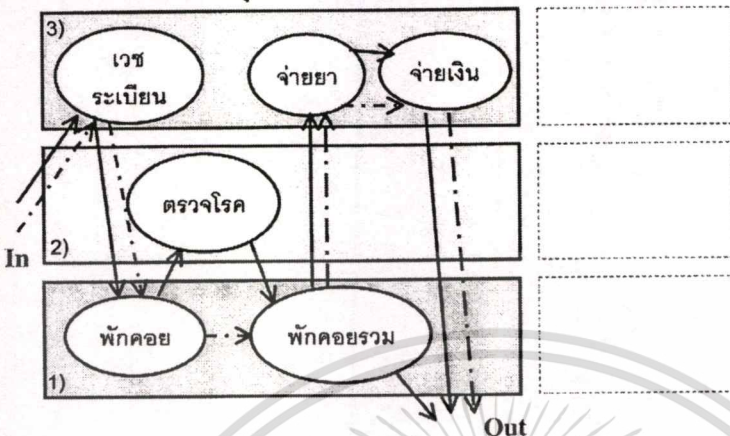 3)
เวช
ระเบียน
จ่ายยา
จ่ายเงิน
ตรวจโรค
In
2)
พักคอย
พักคอยรวม
1)
Out